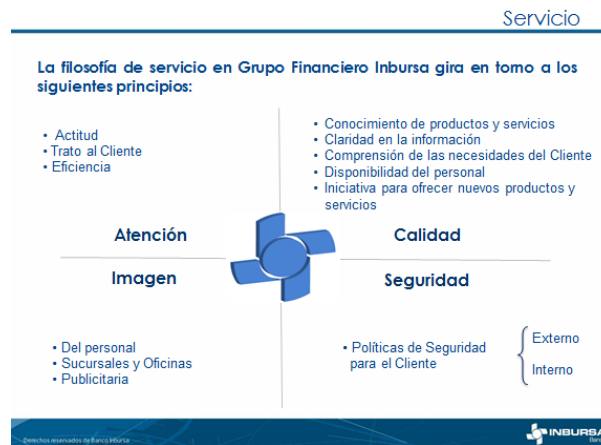 Servicio
La filosofía de servicio en Grupo Financiero Inbursa gira en torno a los
siguientes principios:
• Actitud
• Trato al Cliente
• Eficiencia
• Conocimiento de productos y servicios
• Claridad en la información
• Comprensión de las necesidades del Cliente
• Disponibilidad del personal
• Iniciativa para ofrecer nuevos productos y
servicios
Atención
Calidad
Imagen
Seguridad
• Del personal
• Sucursales y Oficinas
• Publicitaria
• Políticas de Seguridad
para el Cliente
Externo
Interno
Derechos reservados de Banco Inbursa
INBURSA